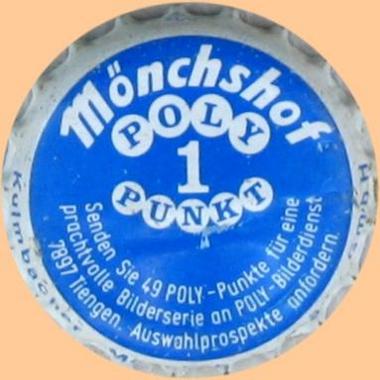 Mönchshof
POLY
1
PUNKT
Senden Sie 49 POLY-Punkte für eine
prachtvolle Bilderserie an POLY-Bilderdienst
7897 Tiengen. Auswahlprospekte anfordern.
Kulmbacher